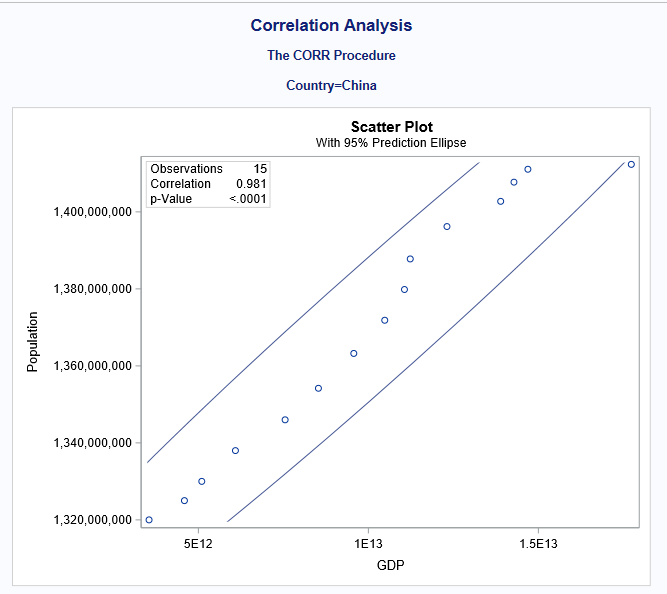 Correlation Analysis
The CORR Procedure
Country=China
Scatter Plot
With 95% Prediction Ellipse
Observations 15
Correlation 0.981
p-Value <.0001
Population
1,400,000,000
1,380,000,000
1,360,000,000
1,340,000,000
1,320,000,000
5E12 1E13 1.5E13
GDP